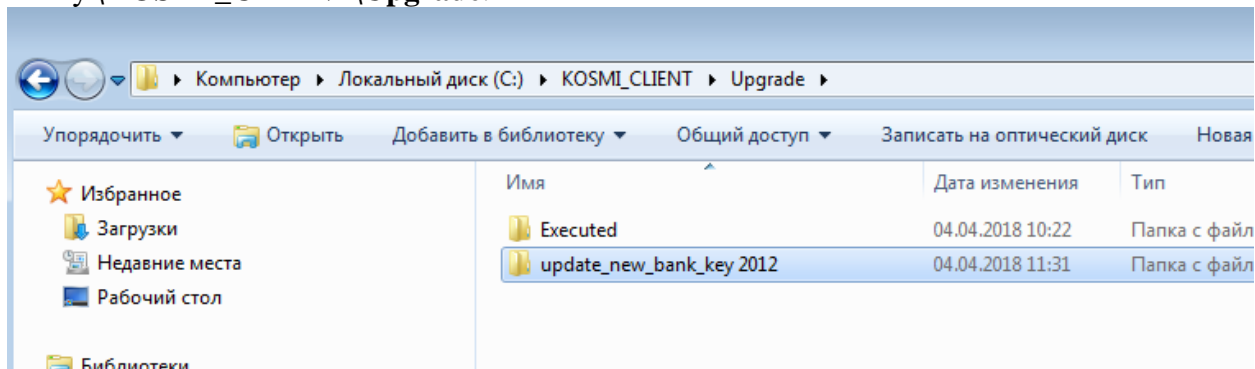 Компьютер ▸ Локальный диск (C:) ▸ KOSMI_CLIENT ▸ Upgrade ▸
Упорядочить ▼ Открыть Добавить в библиотеку ▼ Общий доступ ▼ Записать на оптический диск Новая
Избранное
Загрузки
Недавние места
Рабочий стол
Библиотеки
Имя Дата изменения Тип
Executed 04.04.2018 10:22 Папка с файл
update_new_bank_key 2012 04.04.2018 11:31 Папка с файл